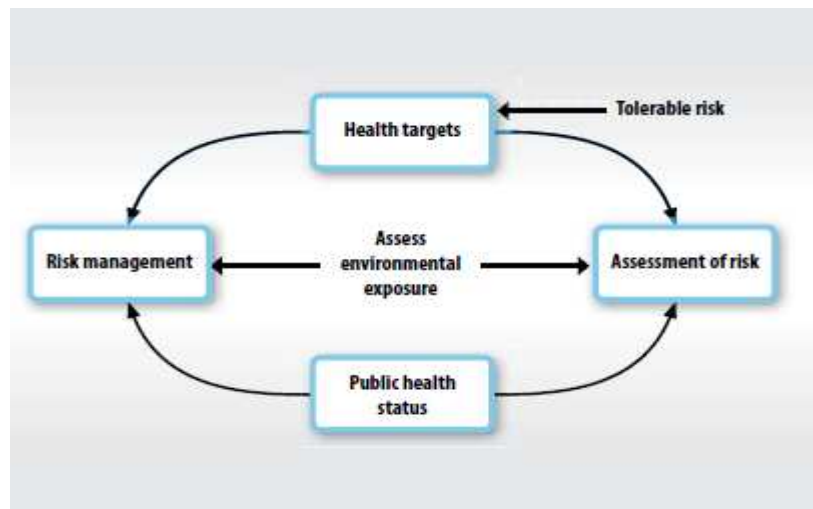 Tolerable risk
Health targets
Risk management
Assess
environmental
exposure
Assessment of risk
Public health
status